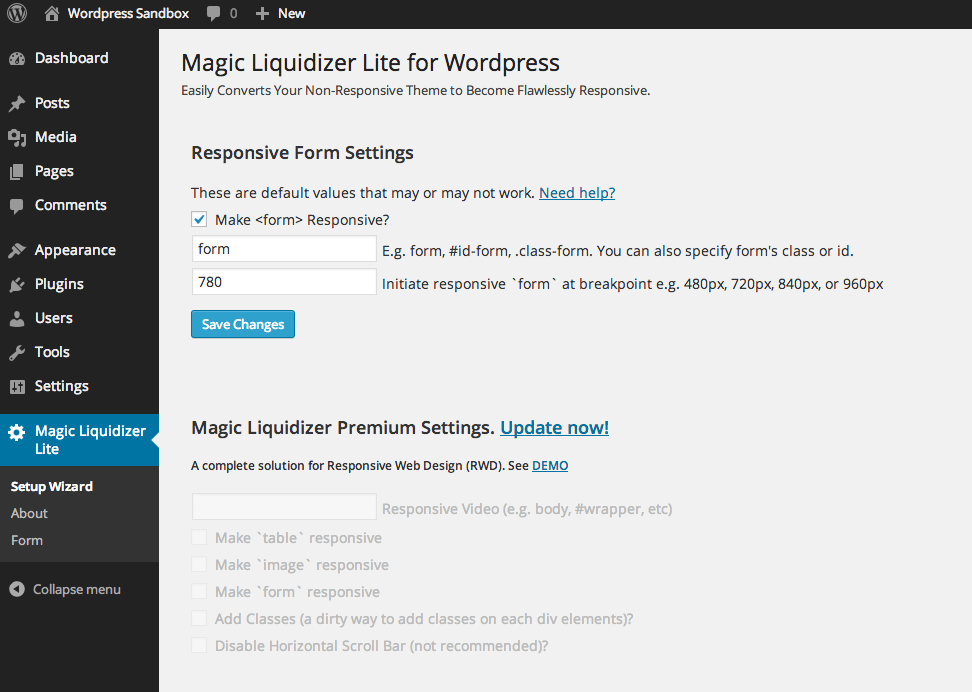 Wordpress Sandbox 0 New
Dashboard
Posts
Media
Pages
Comments
Appearance
Plugins
Users
Tools
Settings
Magic Liquidizer
Lite
Setup Wizard
About
Form
Collapse menu
Magic Liquidizer Lite for Wordpress
Easily Converts Your Non-Responsive Theme to Become Flawlessly Responsive.
Responsive Form Settings
These are default values that may or may not work. Need help?
Make <form> Responsive?
form E.g. form, #id-form, .class-form. You can also specify form's class or id.
780 Initiate responsive `form` at breakpoint e.g. 480px, 720px, 840px, or 960px
Save Changes
Magic Liquidizer Premium Settings. Update now!
A complete solution for Responsive Web Design (RWD). See DEMO
Responsive Video (e.g. body, #wrapper, etc)
Make `table` responsive
Make `image` responsive
Make `form` responsive
Add Classes (a dirty way to add classes on each div elements)?
Disable Horizontal Scroll Bar (not recommended)?